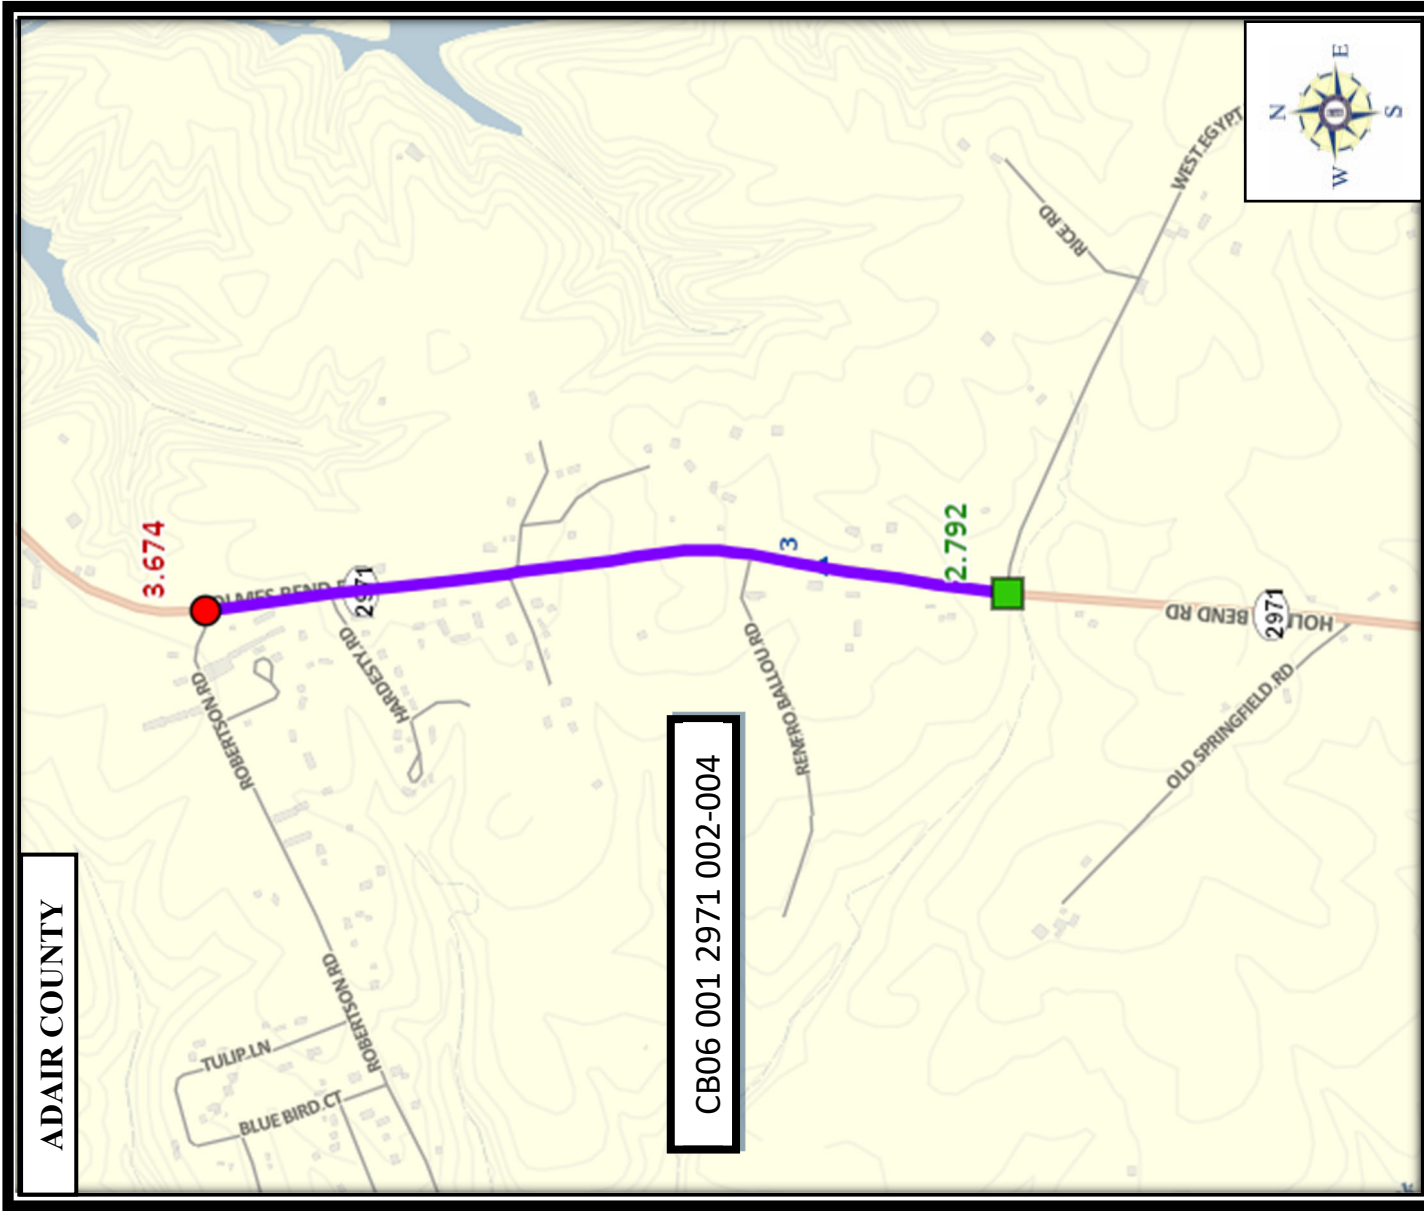 ADAIR COUNTY
N
E
W
S
3.674
2971
HARDESTY.RD
ROBERTSON.RD
ROBERTSON.RD
TULIP.LN
BLUE BIRD.CT
RENFRO.BALLOU.RD
3
2.792
RICE RD
WEST.EGYPT
BEND RD
2971
OLD SPRINGFIELD.RD
CB06 001 2971 002-004